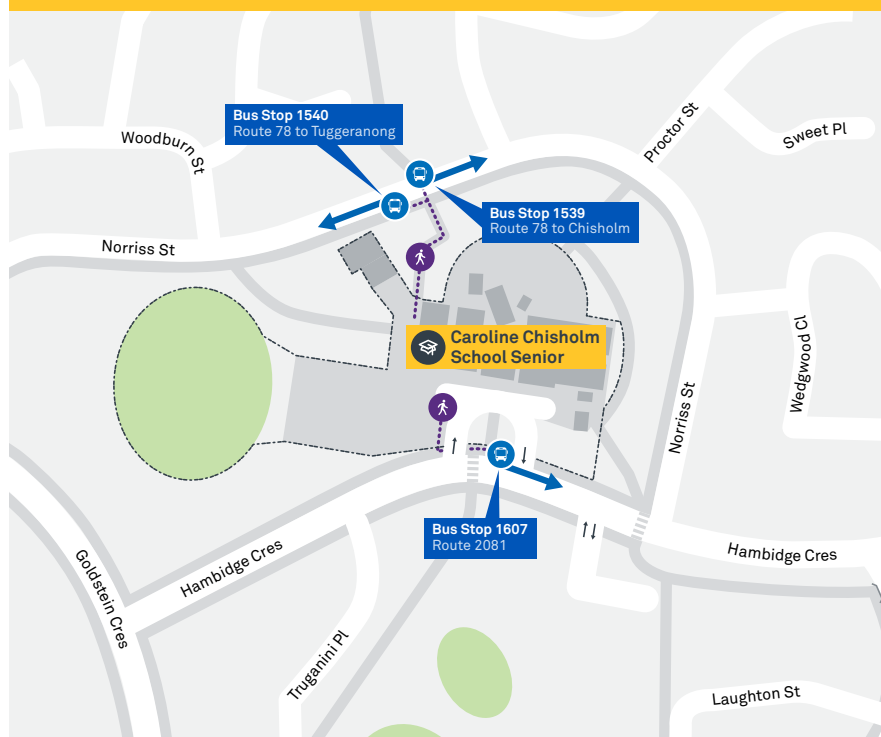 Bus Stop 1540
Route 78 to Tuggeranong
Woodburn St
Proctor St
Sweet Pl
Bus Stop 1539
Route 78 to Chisholm
Norriss St
Caroline Chisholm
School Senior
Wedgwood Cl
Norriss St
Bus Stop 1607
Route 2081
Hambidge Cres
Hambidge Cres
Goldstein Cres
Truganini Pl
Laughton St